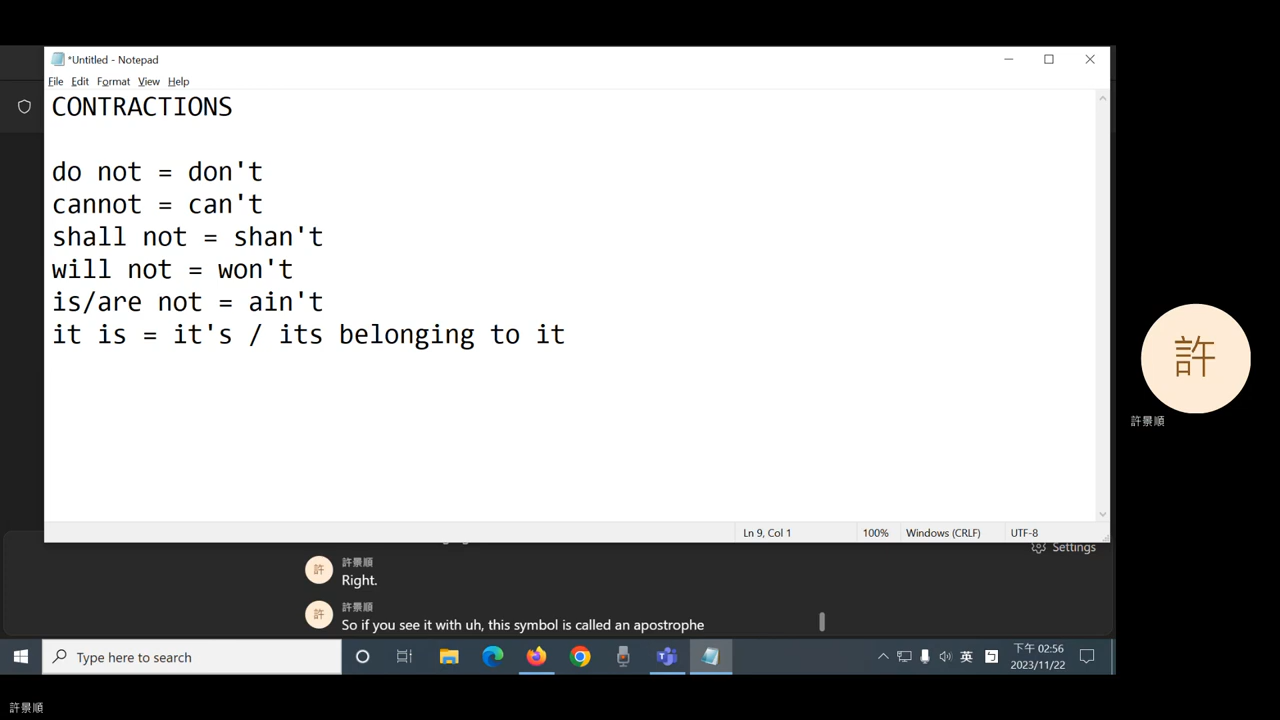 *Untitled - Notepad
File Edit Format View Help
CONTRACTIONS
do not = don't
cannot = can't
shall not = shan't
will not = won't
is/are not = ain't
it is = it's / its belonging to it
Ln 9, Col 1
100%
Windows (CRLF)
UTF-8
Settings
許
許景順
Right.
許
許景順
So if you see it with uh, this symbol is called an apostrophe
許
許景順
Type here to search
英
下午 02:56
2023/11/22
許景順